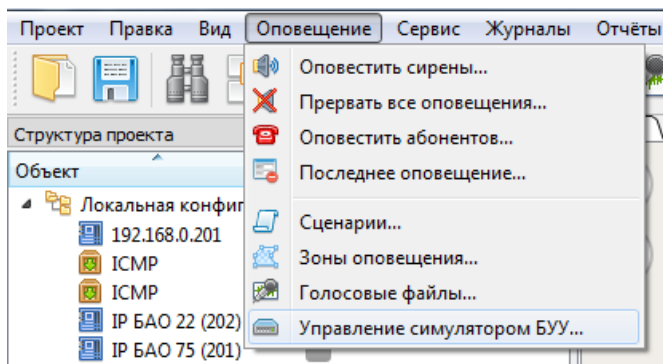 Проект Правка Вид Оповещение Сервис Журналы Отчёты
Оповестить сирены...
Прервать все оповещения...
Оповестить абонентов...
Последнее оповещение...
Сценарии...
Зоны оповещения...
Голосовые файлы...
Управление симулятором БУУ...
Структура проекта
Объект
Локальная конфиг
192.168.0.201
ICMP
ICMP
IP БАО 22 (202)
IP БАО 75 (201)